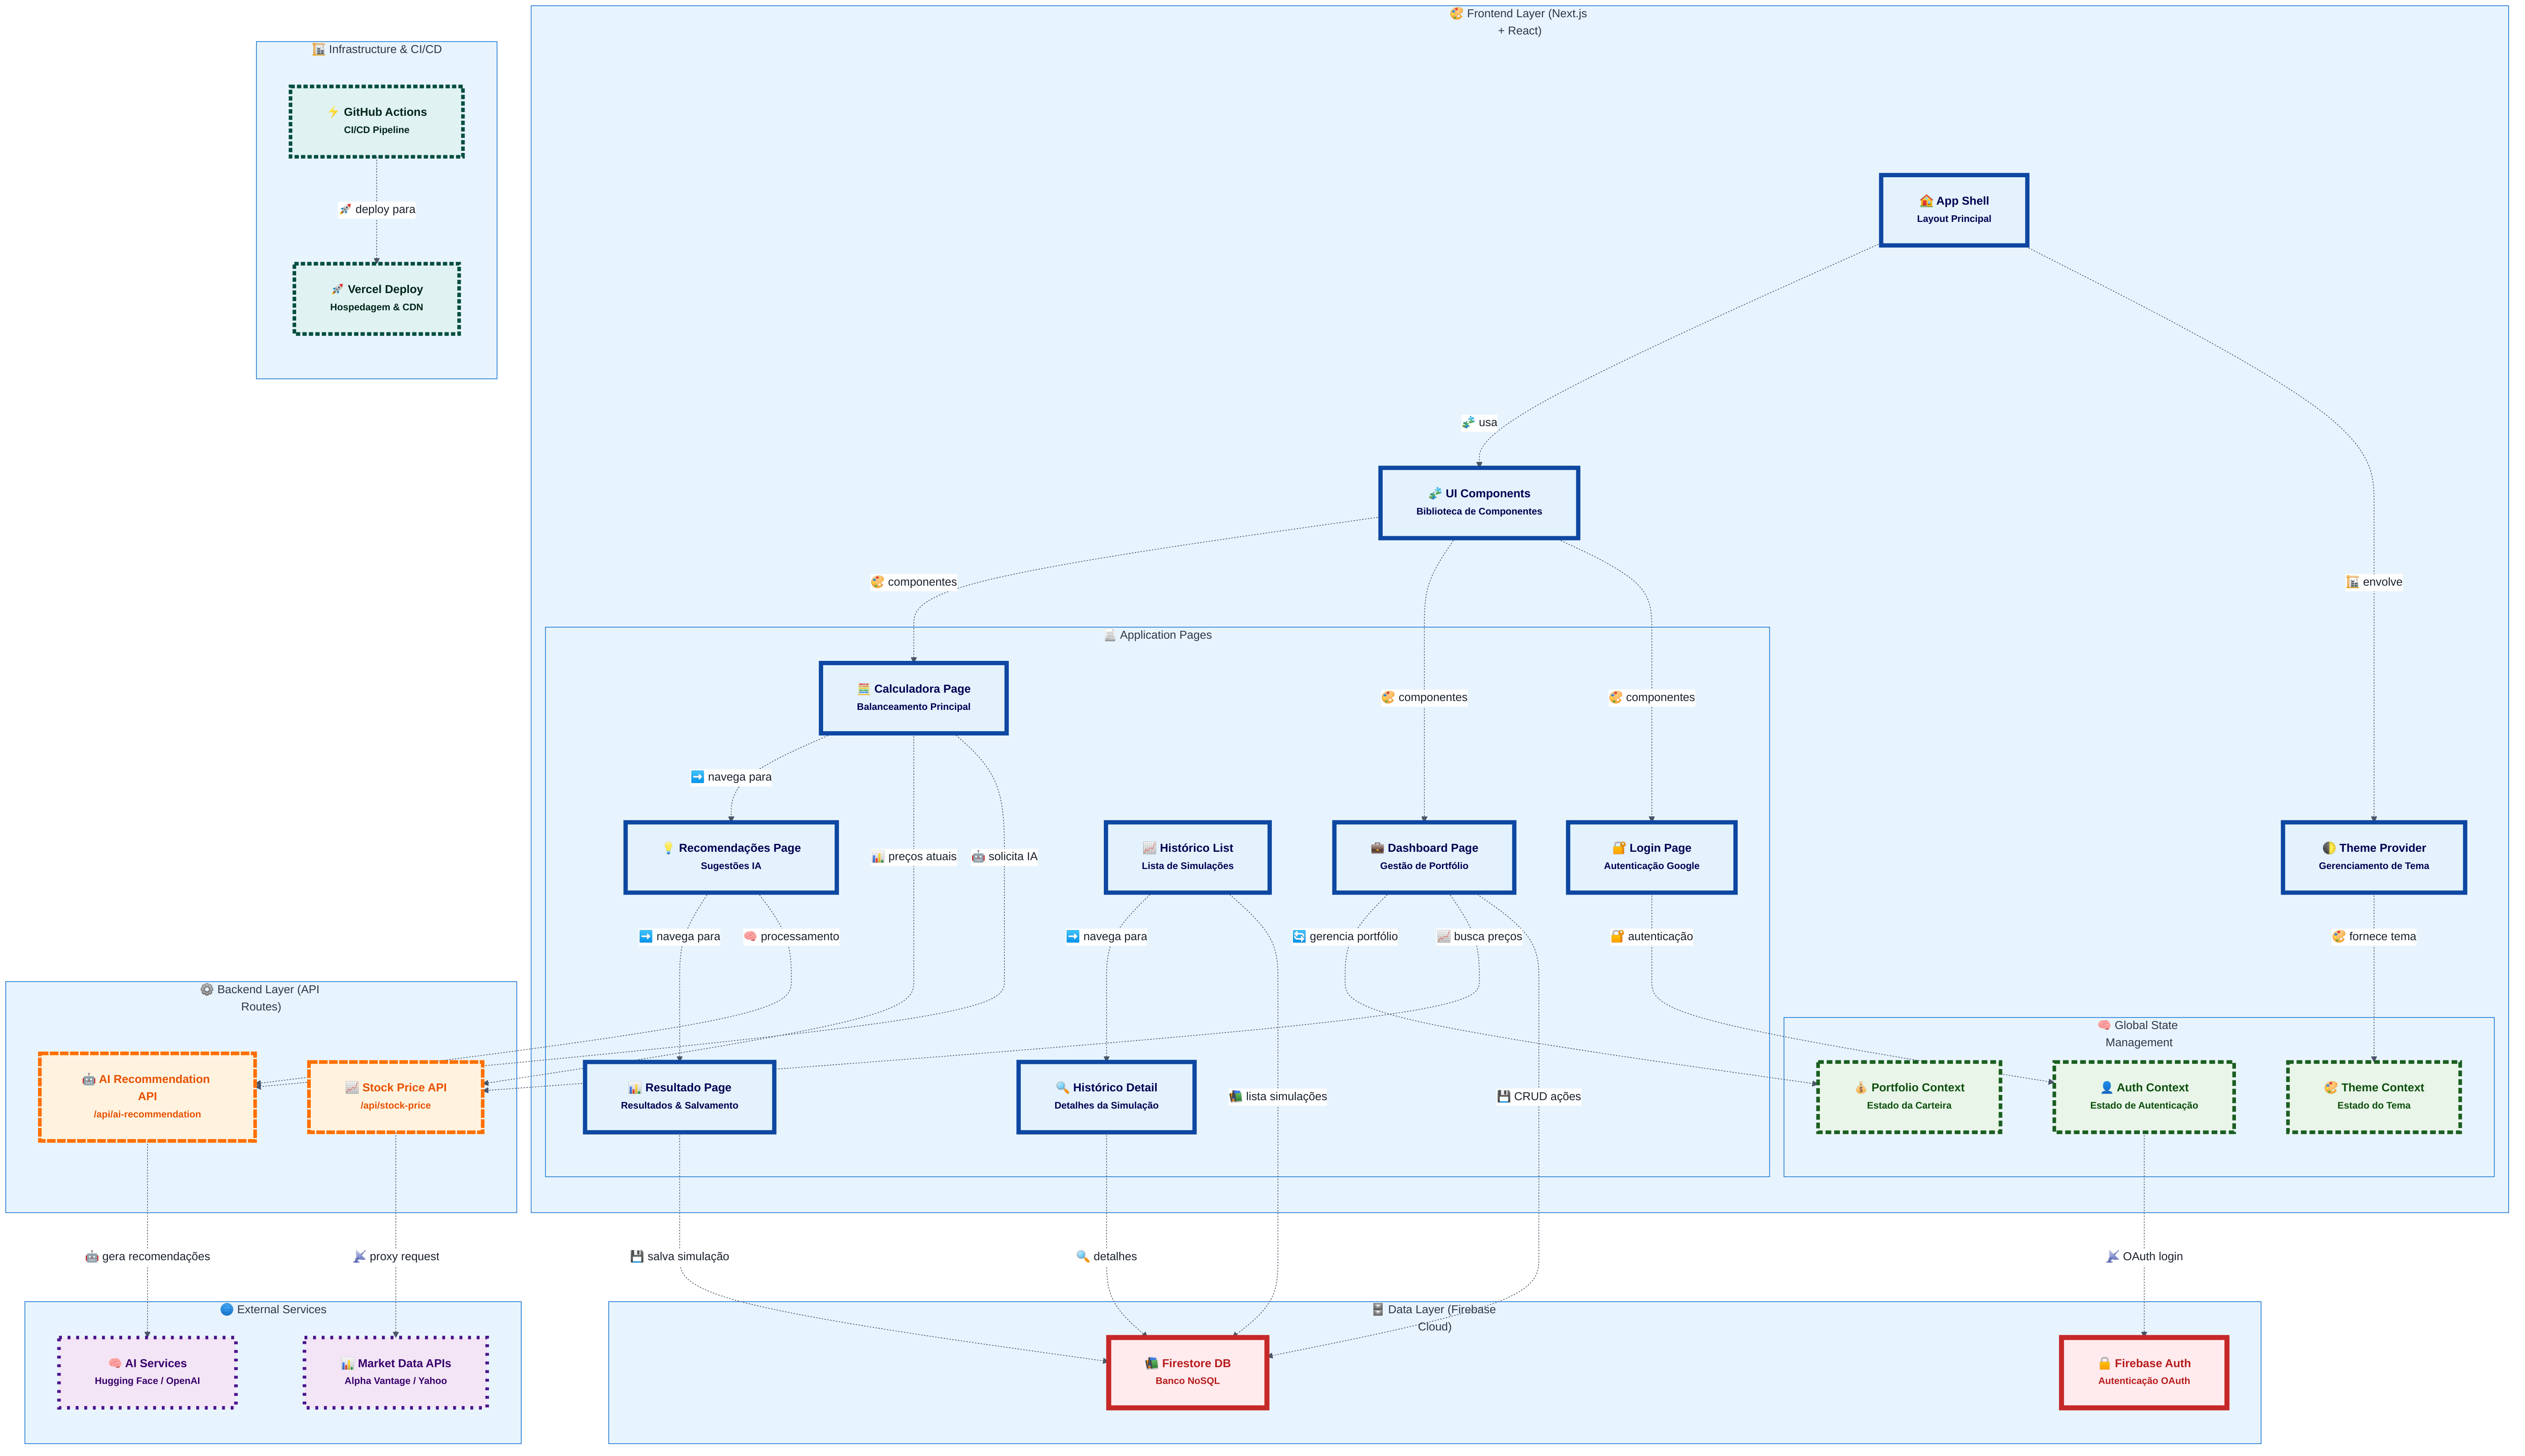 🎨 Frontend Layer (Next.js
+ React)
🏗️ Infrastructure & CI/CD
⚡ GitHub Actions
CI/CD Pipeline
🚀 deploy para
🚀 Vercel Deploy
Hospedagem & CDN
🏠 App Shell
Layout Principal
🧩 usa
🧩 UI Components
Biblioteca de Componentes
🎨 componentes
🏗️ envolve
📄 Application Pages
🧮 Calculadora Page
Balanceamento Principal
🎨 componentes
🎨 componentes
➡️ navega para
💡 Recomendações Page
Sugestões IA
📊 preços atuais
🤖 solicita IA
📈 Histórico List
Lista de Simulações
💼 Dashboard Page
Gestão de Portfólio
🔐 Login Page
Autenticação Google
🌓 Theme Provider
Gerenciamento de Tema
➡️ navega para
🧠 processamento
➡️ navega para
🔄 gerencia portfólio
📈 busca preços
🔐 autenticação
🎨 fornece tema
⚙️ Backend Layer (API
Routes)
🤖 AI Recommendation
API
/api/ai-recommendation
📈 Stock Price API
/api/stock-price
📊 Resultado Page
Resultados & Salvamento
🔍 Histórico Detail
Detalhes da Simulação
📚 lista simulações
💾 CRUD ações
🧠 Global State
Management
💰 Portfolio Context
Estado da Carteira
👤 Auth Context
Estado de Autenticação
🎨 Theme Context
Estado do Tema
🤖 gera recomendações
📡 proxy request
💾 salva simulação
🔍 detalhes
📡 OAuth login
🌐 External Services
🧠 AI Services
Hugging Face / OpenAI
📊 Market Data APIs
Alpha Vantage / Yahoo
🗄️ Data Layer (Firebase
Cloud)
📚 Firestore DB
Banco NoSQL
🔒 Firebase Auth
Autenticação OAuth